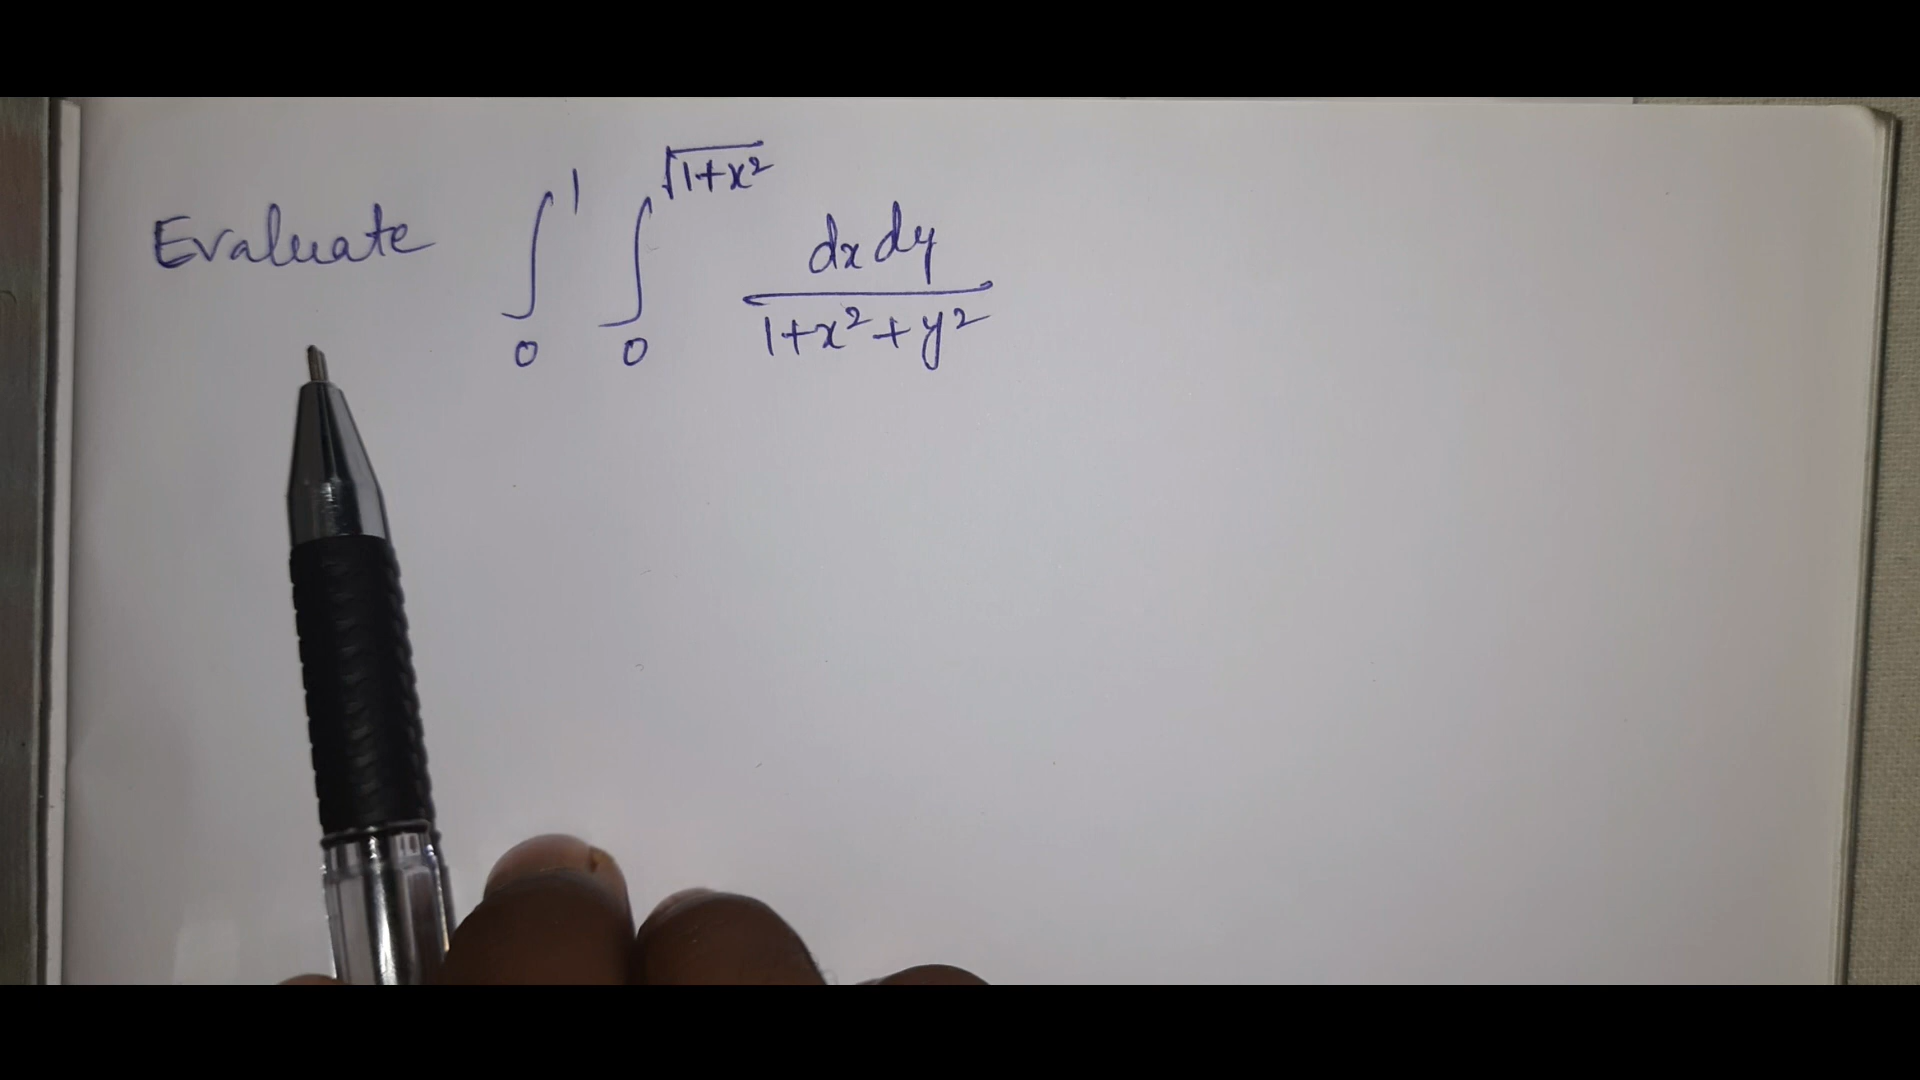 Evaluate ∫₀¹ ∫₀^√(1+x²) dx dy / (1+x²+y²)